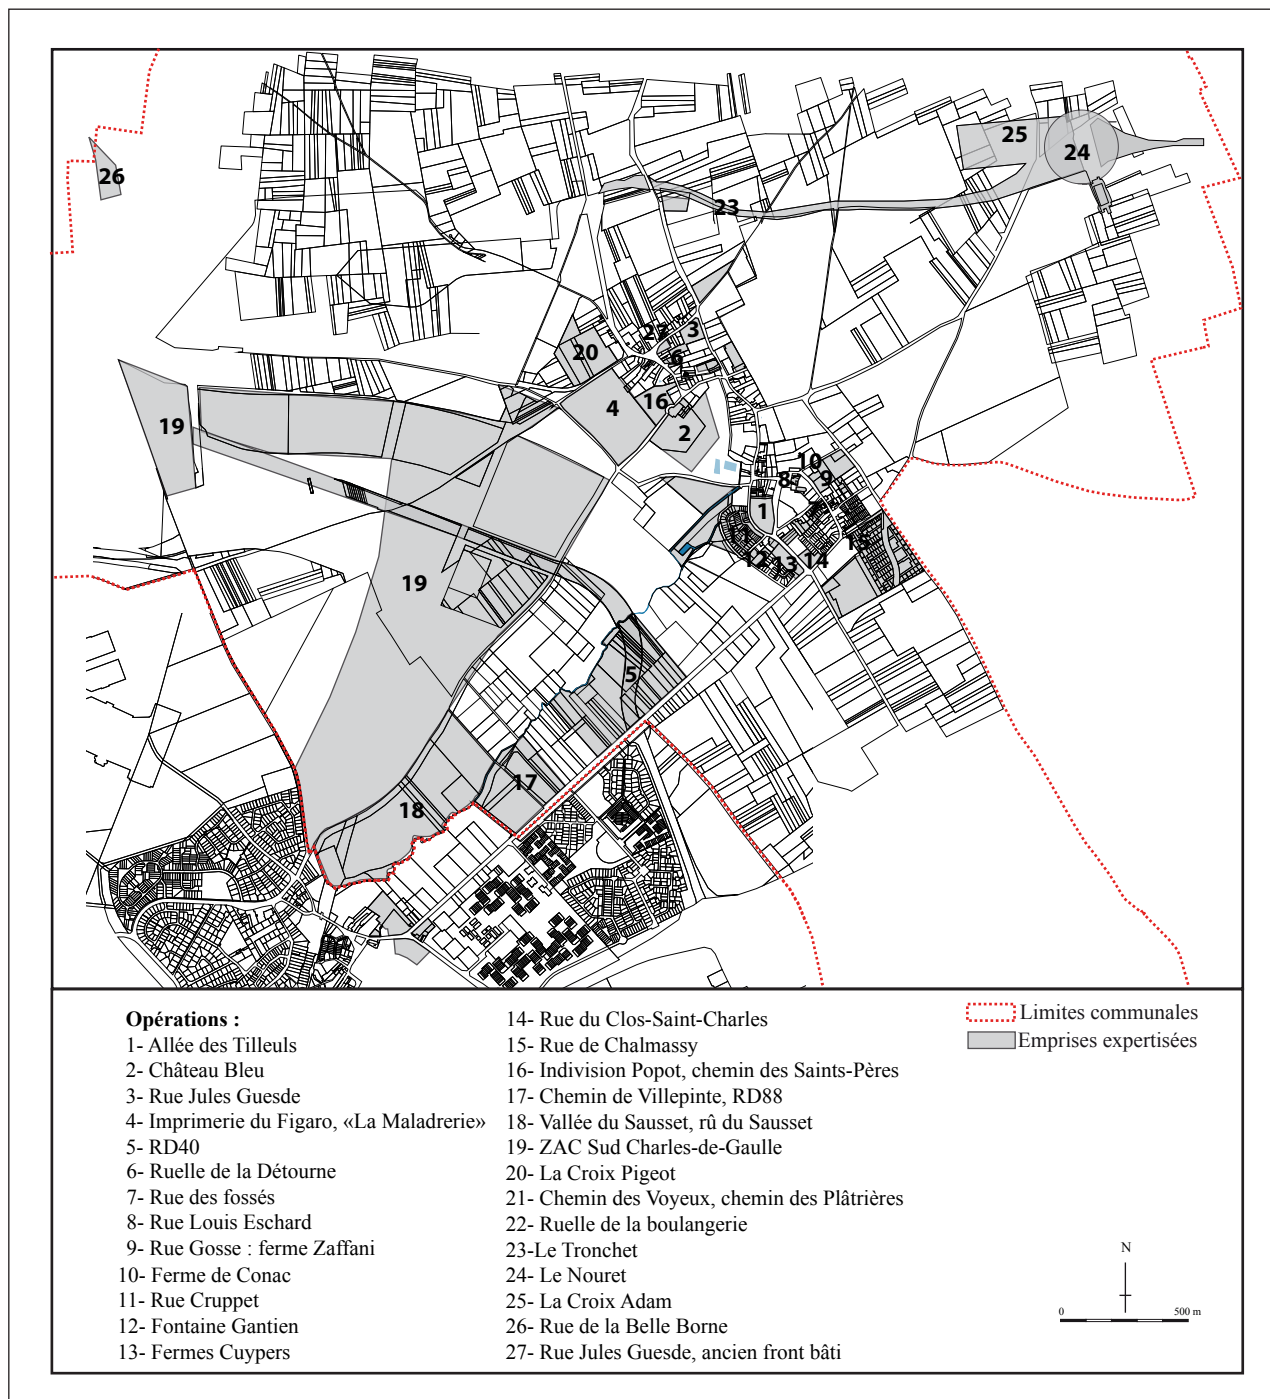 26
25
24
23
27
3
20
6
16
4
2
19
10
8
9
1
7
11
15
12
13
14
19
5
17
18
Opérations :
1- Allée des Tilleuls
2- Château Bleu
3- Rue Jules Guesde
4- Imprimerie du Figaro, «La Maladrerie»
5- RD40
6- Ruelle de la Détourne
7- Rue des fossés
8- Rue Louis Eschard
9- Rue Gosse : ferme Zaffani
10- Ferme de Conac
11- Rue Cruppet
12- Fontaine Gantien
13- Fermes Cuypers
14- Rue du Clos-Saint-Charles
15- Rue de Chalmassy
16- Indivision Popot, chemin des Saints-Pères
17- Chemin de Villepinte, RD88
18- Vallée du Sausset, rû du Sausset
19- ZAC Sud Charles-de-Gaulle
20- La Croix Pigeot
21- Chemin des Voyeux, chemin des Plâtrières
22- Ruelle de la boulangerie
23-Le Tronchet
24- Le Nouret
25- La Croix Adam
26- Rue de la Belle Borne
27- Rue Jules Guesde, ancien front bâti
Limites communales
Emprises expertisées
N
0 500 m